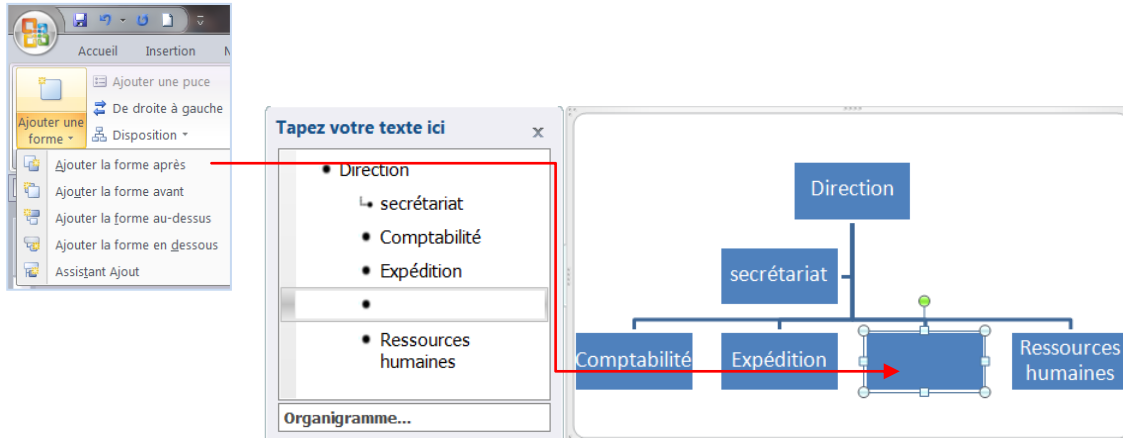 Accueil Insertion N
Ajouter une puce
De droite à gauche
Ajouter une
forme
Disposition
Ajouter la forme après
Ajouter la forme avant
Ajouter la forme au-dessus
Ajouter la forme en dessous
Assistant Ajout
Tapez votre texte ici x
Direction
secrétariat
Comptabilité
Expédition
Ressources
humaines
Organigramme...
Direction
secrétariat
Comptabilité Expédition Ressources
humaines